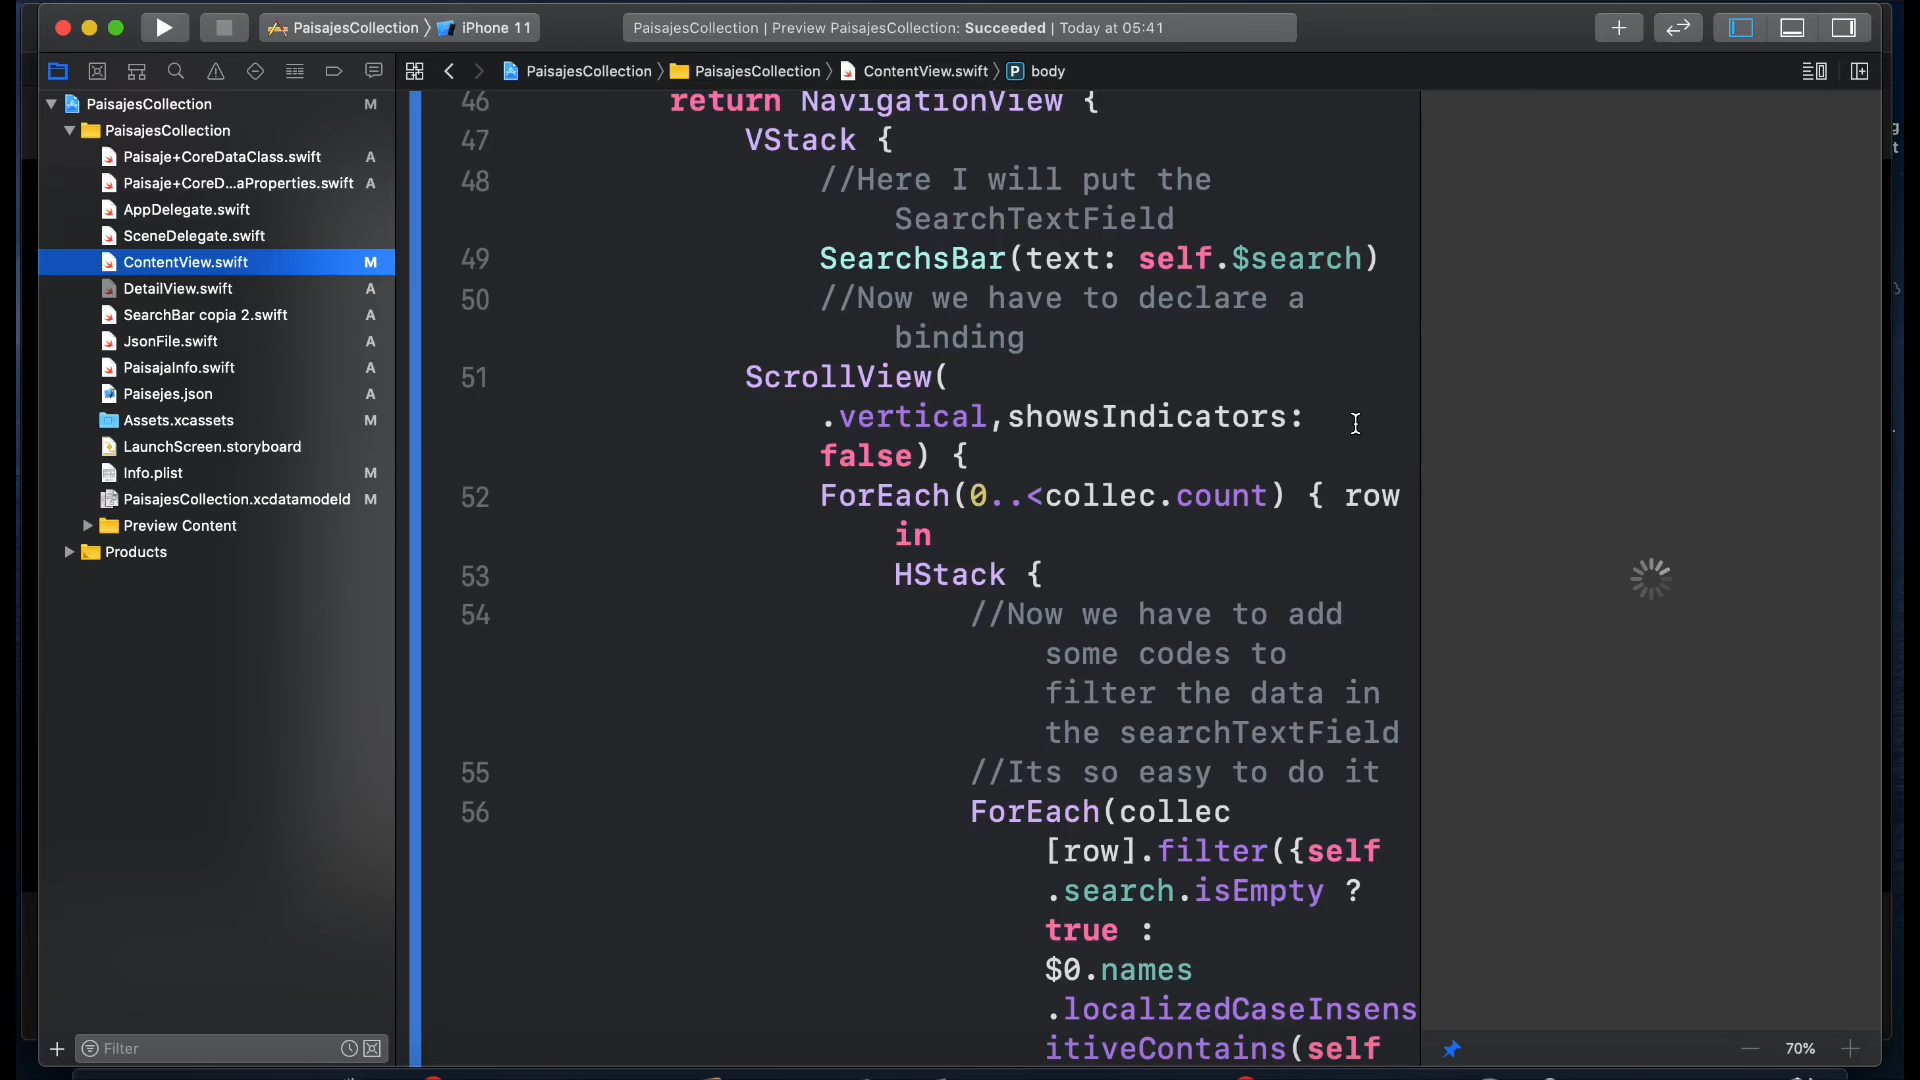 PaisajesCollection 〉 iPhone 11
PaisajesCollection | Preview PaisajesCollection: Succeeded | Today at 05:41
PaisajesCollection 〉 PaisajesCollection 〉 ContentView.swift 〉 P body
PaisajesCollection M
PaisajesCollection
Paisaje+CoreDataClass.swift A
Paisaje+CoreD...aProperties.swift A
AppDelegate.swift
SceneDelegate.swift
ContentView.swift M
DetailView.swift A
SearchBar copia 2.swift A
JsonFile.swift A
PaisajaInfo.swift A
Paisejes.json A
Assets.xcassets M
LaunchScreen.storyboard
Info.plist M
PaisajesCollection.xcdatamodeld M
Preview Content
Products
Filter
46 return NavigationView {
47 VStack {
48 //Here I will put the
SearchTextField
49 SearchsBar(text: self.$search)
50 //Now we have to declare a
binding
51 ScrollView(
.vertical,showsIndicators:
false) {
52 ForEach(0..<collec.count) { row
in
53 HStack {
54 //Now we have to add
some codes to
filter the data in
the searchTextField
55 //Its so easy to do it
56 ForEach(collec
[row].filter({self
.search.isEmpty ?
true :
$0.names
.localizedCaseInsens
itiveContains(self
70%